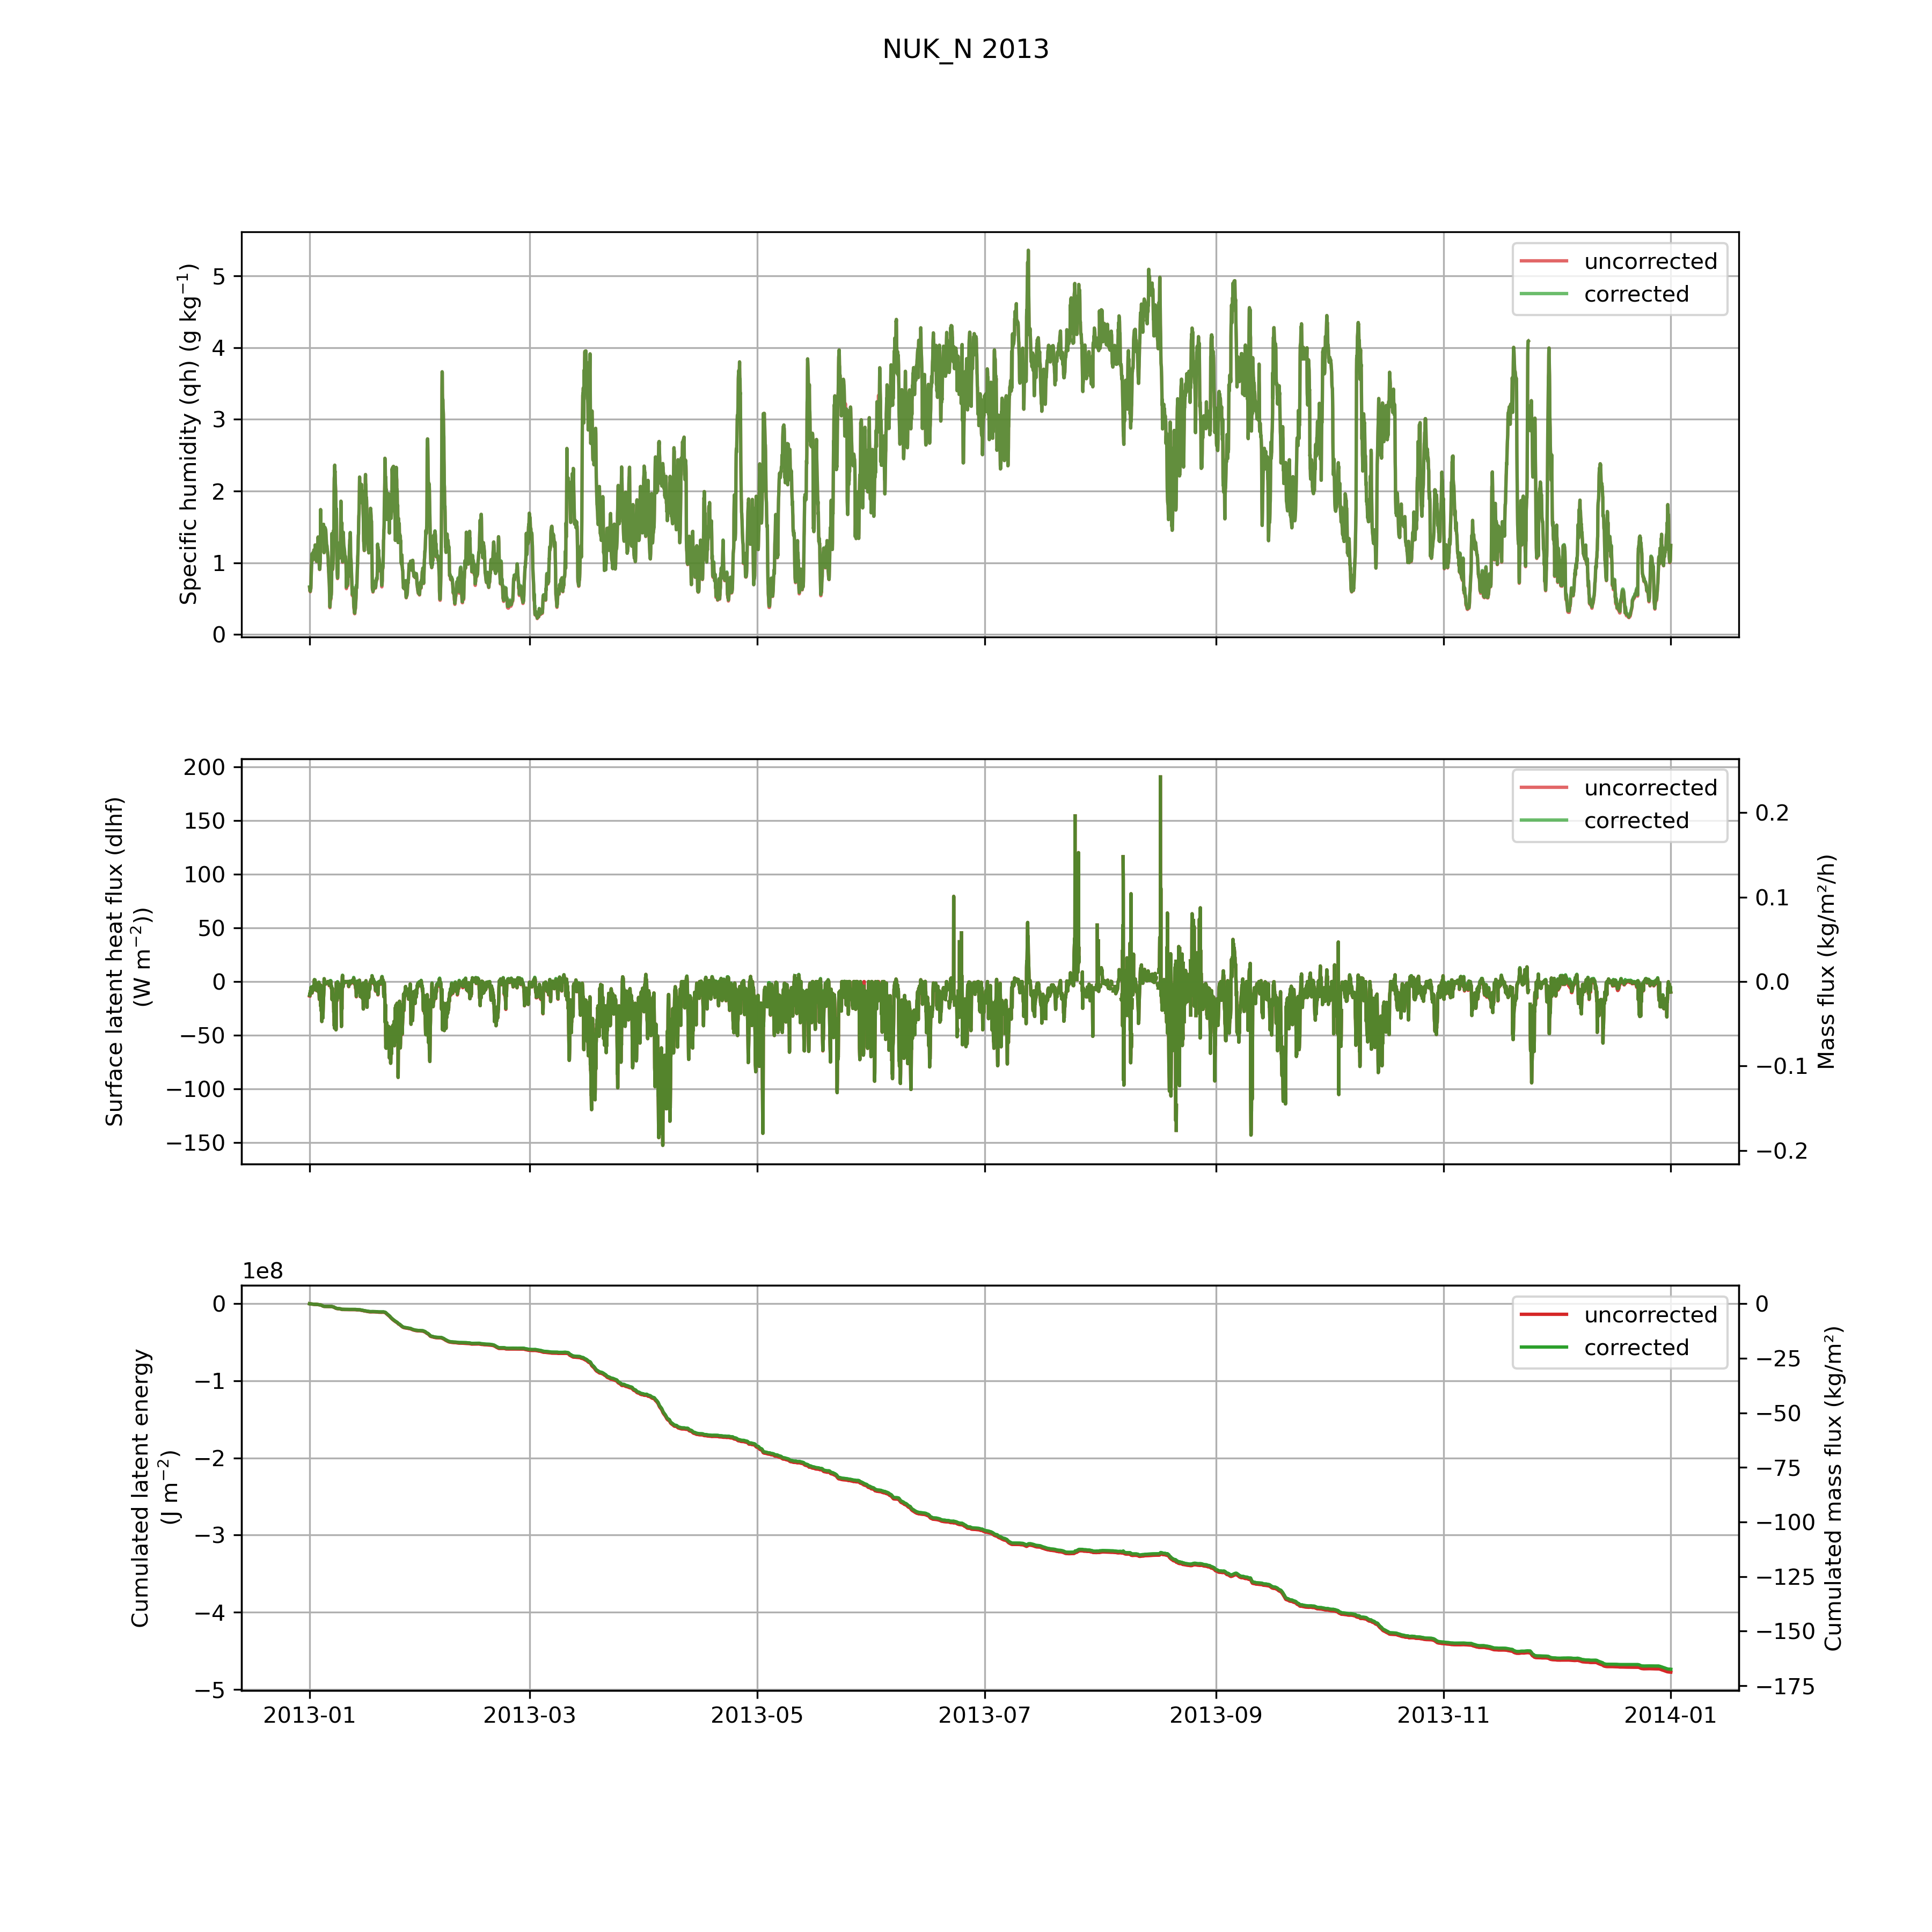 NUK_N 2013
Specific humidity (qh) (g kg⁻¹)
5
4
3
2
1
0
uncorrected
corrected
Surface latent heat flux (dlhf)
(W m⁻²))
200
150
100
50
0
−50
−100
−150
uncorrected
corrected
0.2
0.1
0.0
−0.1
−0.2
Mass flux (kg/m²/h)
1e8
Cumulated latent energy
(J m⁻²)
0
−1
−2
−3
−4
−5
uncorrected
corrected
0
−25
−50
−75
−100
−125
−150
−175
Cumulated mass flux (kg/m²)
2013-01 2013-03 2013-05 2013-07 2013-09 2013-11 2014-01